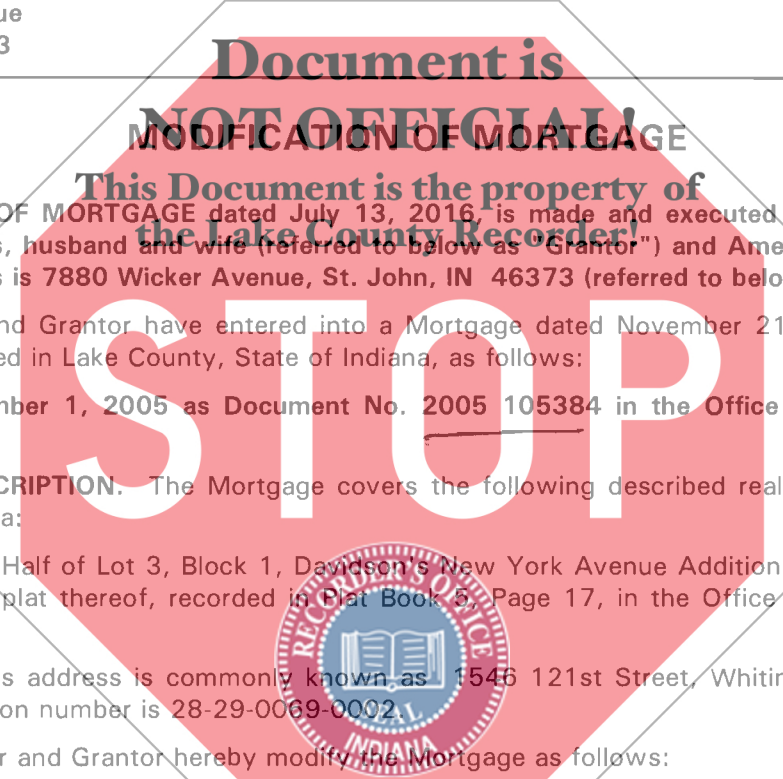 ue
3
Document is
NOT OFFICIAL!
MODIFICATION OF MORTGAGE
This Document is the property of
the Lake County Recorder!
OF MORTGAGE dated July 13, 2016, is made and executed
s, husband and wife (referred to below as "Grantor") and Ame
s is 7880 Wicker Avenue, St. John, IN 46373 (referred to belo
nd Grantor have entered into a Mortgage dated November 21
ed in Lake County, State of Indiana, as follows:
nber 1, 2005 as Document No. 2005 105384 in the Office
STOP
CRIPTION. The Mortgage covers the following described real
a:
Half of Lot 3, Block 1, Davidson's New York Avenue Addition
plat thereof, recorded in Plat Book 5, Page 17, in the Office
RECORDER'S OFFICE
s address is commonly known as 1546 121st Street, Whitin
on number is 28-29-0069-0002.
SEAL
INDIANA
r and Grantor hereby modify the Mortgage as follows: